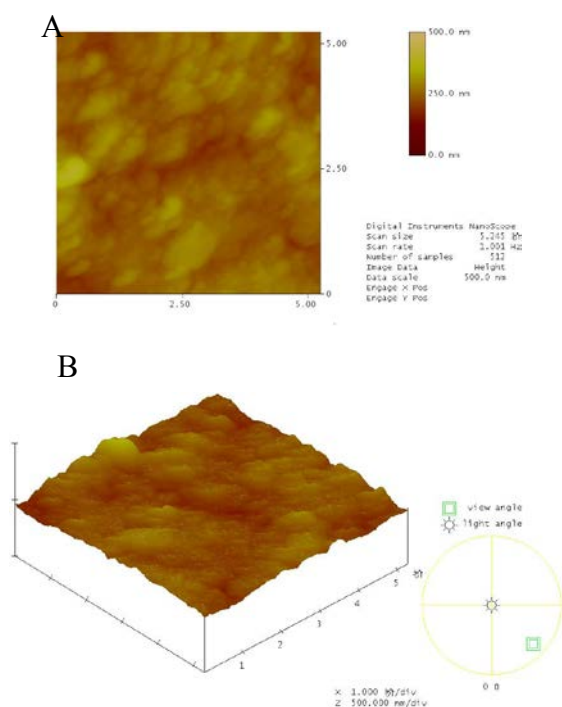 A
5.00
2.50
0
0
2.50
5.00
500.0 nm
250.0 nm
0.0 nm
Digital Instruments NanoScope
Scan size 5.245
Scan rate 1.001 Hz
Number of samples 512
Image Data Height
Data scale 500.0 nm
Engage X Pos
Engage Y Pos
B
1
2
3
4
5
view angle
light angle
X 1.000 /div
Z 500.000 nm/div